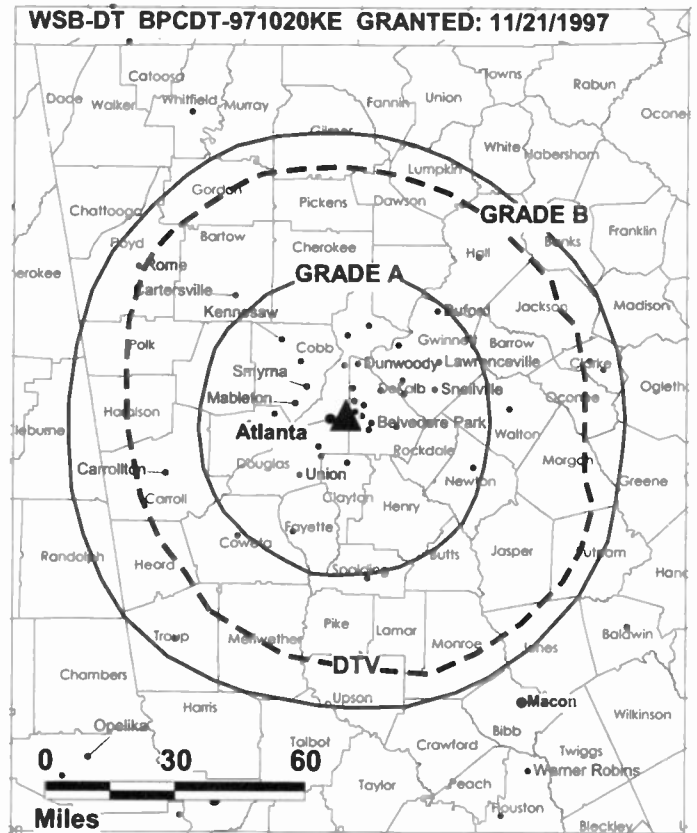 WSB-DT BPCDT-971020KE GRANTED: 11/21/1997
Catoosa
Towns
Rabun
Dade
Walker
Whitfield
Murray
Fannin
Union
Gilmer
White
Habersham
Lumpkin
Gordon
Pickens
Dawson
Chattooga
GRADE B
Franklin
Floyd
Bartow
Cherokee
Hall
Banks
Rome
GRADE A
Cartersville
Kennesaw
Buford
Jackson
Madison
Polk
Cobb
Gwinnett
Barrow
Dunwoody
Lawrenceville
Clarke
Smyrna
DeKalb
Snellville
Mableton
Oconee
Haralson
Atlanta
Belvedere Park
Walton
Rockdale
Douglas
Morgan
Carrollton
Union
Newton
Greene
Carroll
Clayton
Henry
Fayette
Coweta
Butts
Jasper
Putnam
Randolph
Heard
Spalding
Pike
Lamar
Troup
Meriwether
Monroe
Jones
Baldwin
DTV
Chambers
Upson
Harris
Macon
Wilkinson
Opelika
Bibb
Talbot
Crawford
Twiggs
0 30 60
Taylor
Peach
Warner Robins
Miles
Houston
Bleckley